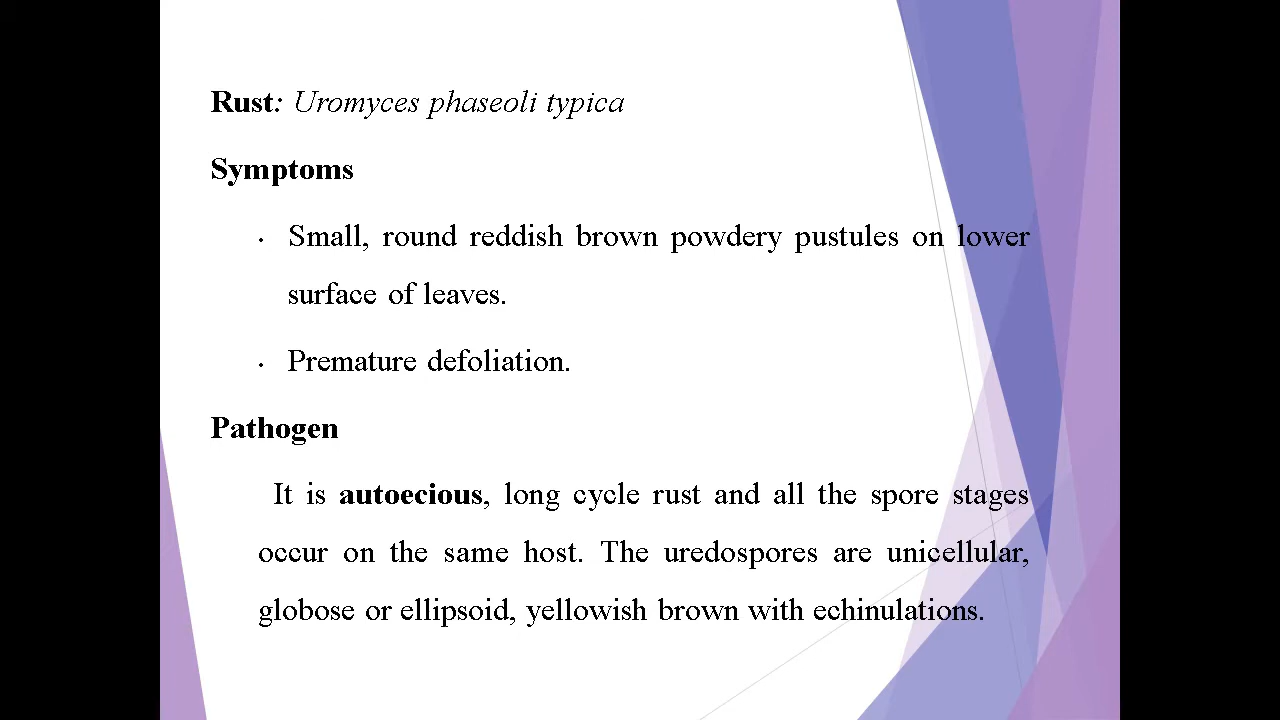 Rust: Uromyces phaseoli typica
Symptoms
• Small, round reddish brown powdery pustules on lower
surface of leaves.
• Premature defoliation.
Pathogen
It is autoecious, long cycle rust and all the spore stages
occur on the same host. The uredospores are unicellular,
globose or ellipsoid, yellowish brown with echinulations.